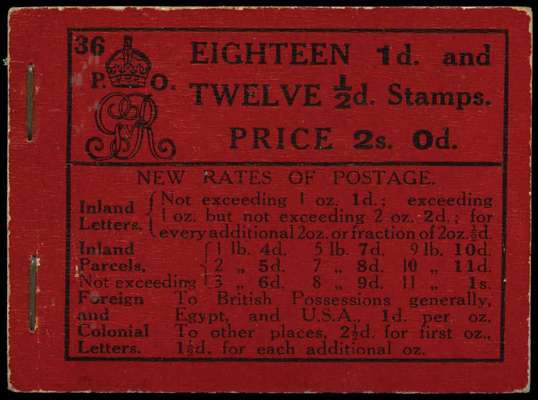 36
P. O.
GvR
EIGHTEEN 1d. and
TWELVE ½d. Stamps.
PRICE 2s. 0d.
NEW RATES OF POSTAGE.
Inland Letters. { Not exceeding 1 oz. 1d.; exceeding
1 oz. but not exceeding 2 oz. 2d.; for
every additional 2oz. or fraction of 2oz. ½d.
Inland { 1 lb. 4d. 5 lb. 7d. 9 lb. 10d.
Parcels. 2 „ 5d. 7 „ 8d. 10 „ 11d.
Not exceeding 3 „ 6d. 8 „ 9d. 11 „ 1s.
Foreign To British Possessions generally,
and Egypt, and U.S.A., 1d. per oz.
Colonial To other places, 2½d. for first oz.,
Letters. 1½d. for each additional oz.